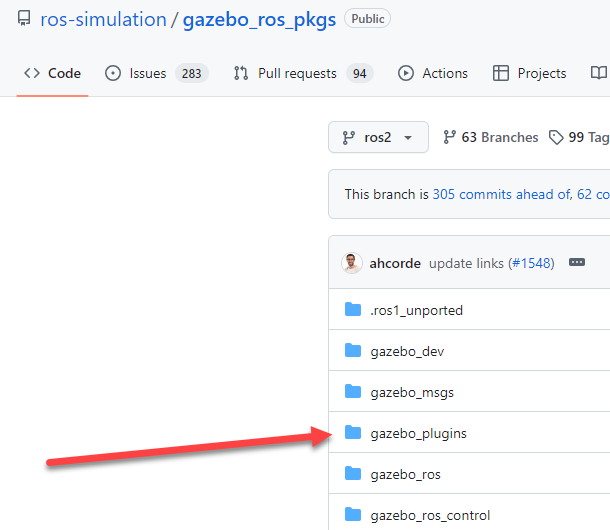 ros-simulation / gazebo_ros_pkgs Public
Code Issues 283 Pull requests 94 Actions Projects
ros2 63 Branches 99 Tag
This branch is 305 commits ahead of, 62 co
ahcorde update links (#1548)
.ros1_unported
gazebo_dev
gazebo_msgs
gazebo_plugins
gazebo_ros
gazebo_ros_control